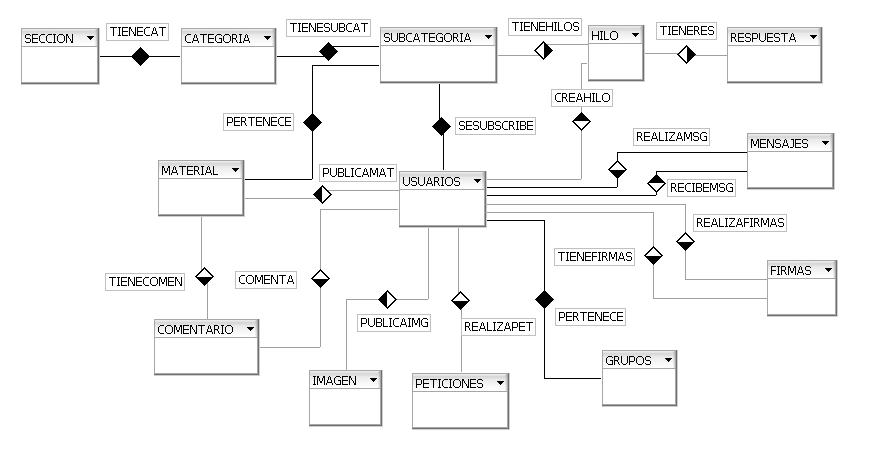 TIENECAT
TIENESUBCAT
TIENEHILOS
TIENERES
SECCION
CATEGORIA
SUBCATEGORIA
HILO
RESPUESTA
CREAHILO
PERTENECE
SESUBSCRIBE
REALIZAMSG
MENSAJES
MATERIAL
PUBLICAMAT
USUARIOS
RECIBEMSG
REALIZAFIRMAS
TIENECOMEN
COMENTA
TIENEFIRMAS
FIRMAS
COMENTARIO
PUBLICAIMG
REALIZAPET
PERTENECE
GRUPOS
IMAGEN
PETICIONES